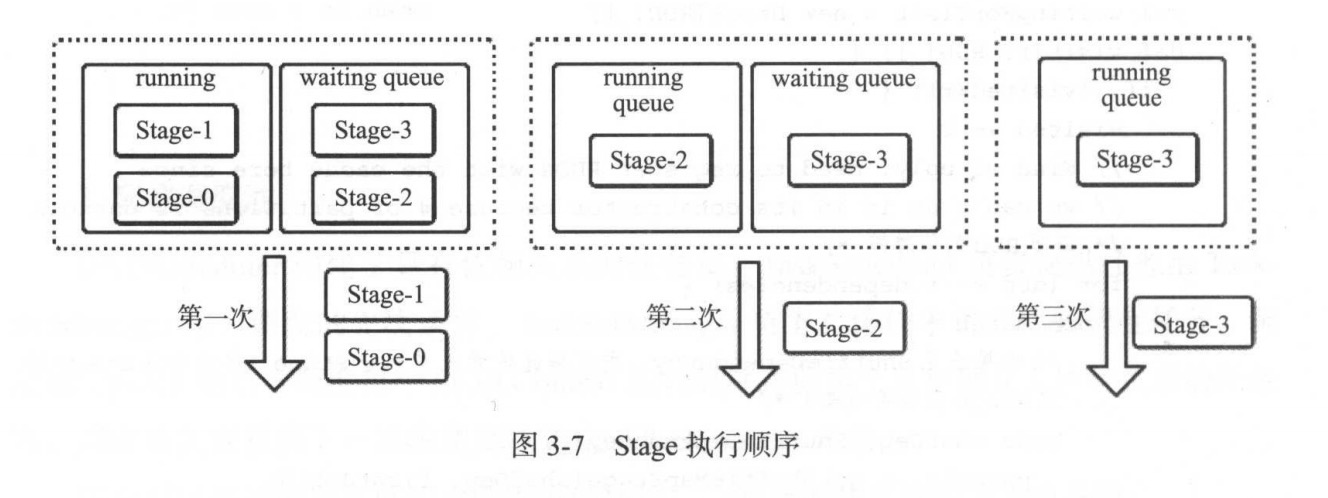 running
waiting queue
Stage-1
Stage-3
Stage-0
Stage-2
第一次
Stage-1
Stage-0
running
queue
waiting queue
Stage-2
Stage-3
第二次
Stage-2
running
queue
Stage-3
第三次
Stage-3
图 3-7 Stage 执行顺序